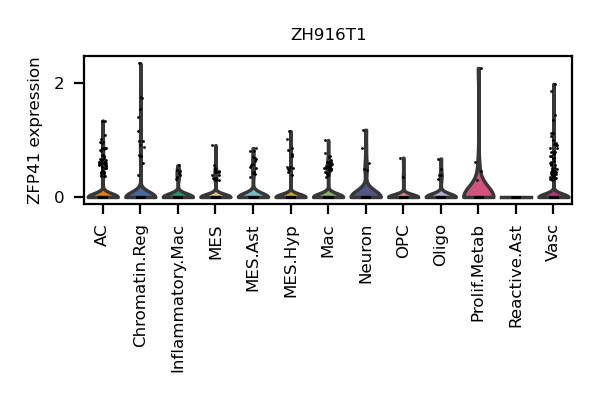 ZH916T1
ZFP41 expression
2
0
AC
Chromatin.Reg
Inflammatory.Mac
MES
MES.Ast
MES.Hyp
Mac
Neuron
OPC
Oligo
Prolif.Metab
Reactive.Ast
Vasc